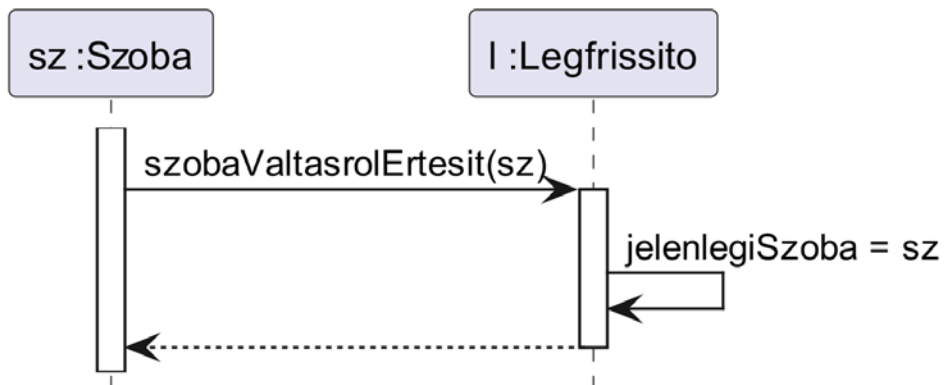 sz :Szoba
l :Legfrissito
szobaValtasrolErtesit(sz)
jelenlegiSzoba = sz